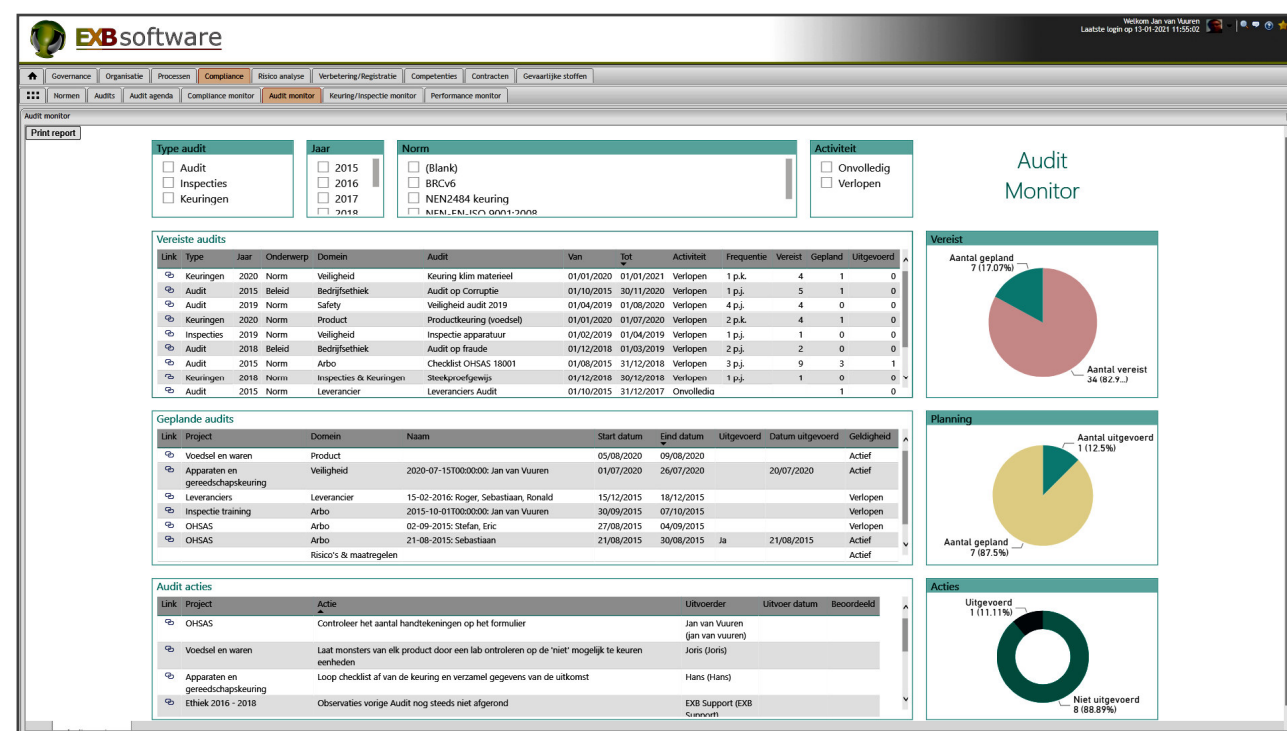 EXBsoftware
Welkom Jan van Vuuren
Laatste login op 13-01-2021 11:55:02
Governance Organisatie Processen Compliance Risico analyse Verbetering/Registratie Competenties Contracten Gevaarlijke stoffen
Normen Audits Audit agenda Compliance monitor Audit monitor Keuring/Inspectie monitor Performance monitor
Audit monitor
Print report
Type audit
Audit
Inspecties
Keuringen
Jaar
2015
2016
2017
2018
Norm
(Blank)
BRCv6
NEN2484 keuring
NEN-EN-ISO 9001:2008
Activiteit
Onvolledig
Verlopen
Audit
Monitor
Vereiste audits
Link Type Jaar Onderwerp Domein Audit Van Tot Activiteit Frequentie Vereist Gepland Uitgevoerd
Keuringen 2020 Norm Veiligheid Keuring klim materieel 01/01/2020 01/01/2021 Verlopen 1 p.k. 4 1 0
Audit 2015 Beleid Bedrijfsethiek Audit op Corruptie 01/10/2015 30/11/2020 Verlopen 1 p.j. 5 1 0
Audit 2019 Norm Safety Veiligheid audit 2019 01/04/2019 01/08/2020 Verlopen 4 p.j. 4 0 0
Keuringen 2020 Norm Product Productkeuring (voedsel) 01/01/2020 01/07/2020 Verlopen 2 p.k. 4 1 0
Inspecties 2019 Norm Veiligheid Inspectie apparatuur 01/02/2019 01/04/2019 Verlopen 1 p.j. 1 0 0
Audit 2018 Beleid Bedrijfsethiek Audit op fraude 01/12/2018 01/03/2019 Verlopen 2 p.j. 2 0 0
Audit 2015 Norm Arbo Checklist OHSAS 18001 01/08/2015 31/12/2018 Verlopen 3 p.j. 9 3 1
Keuringen 2018 Norm Inspecties & Keuringen Steekproefgewijs 01/12/2018 30/12/2018 Verlopen 1 p.j. 1 0 0
Audit 2015 Norm Leverancier Leveranciers Audit 01/10/2015 31/12/2017 Onvolledig 1 0
Vereist
Aantal gepland
7 (17.07%)
Aantal vereist
34 (82.9...)
Geplande audits
Link Project Domein Naam Start datum Eind datum Uitgevoerd Datum uitgevoerd Geldigheid
Voedsel en waren Product 05/08/2020 09/08/2020 Actief
Apparaten en Veiligheid 2020-07-15T00:00:00: Jan van Vuuren 01/07/2020 26/07/2020 20/07/2020 Actief
gereedschapskeuring
Leveranciers Leverancier 15-02-2016: Roger, Sebastiaan, Ronald 15/12/2015 18/12/2015 Verlopen
Inspectie training Arbo 2015-10-01T00:00:00: Jan van Vuuren 30/09/2015 07/10/2015 Verlopen
OHSAS Arbo 02-09-2015: Stefan, Eric 27/08/2015 04/09/2015 Verlopen
OHSAS Arbo 21-08-2015: Sebastiaan 21/08/2015 30/08/2015 Ja 21/08/2015 Actief
Risico's & maatregelen Actief
Planning
Aantal uitgevoerd
1 (12.5%)
Aantal gepland
7 (87.5%)
Audit acties
Link Project Actie Uitvoerder Uitvoer datum Beoordeeld
OHSAS Controleer het aantal handtekeningen op het formulier Jan van Vuuren
(jan van vuuren)
Voedsel en waren Laat monsters van elk product door een lab ontroleren op de 'niet' mogelijk te keuren Joris (Joris)
eenheden
Apparaten en Loop checklist af van de keuring en verzamel gegevens van de uitkomst Hans (Hans)
gereedschapskeuring
Ethiek 2016 - 2018 Observaties vorige Audit nog steeds niet afgerond EXB Support (EXB
Support)
Acties
Uitgevoerd
1 (11.11%)
Niet uitgevoerd
8 (88.89%)